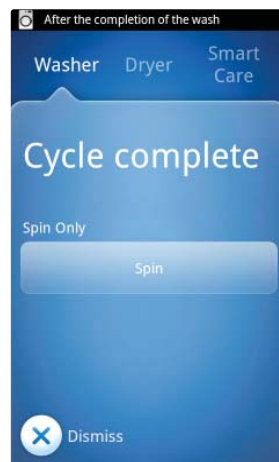 After the completion of the wash
Washer Dryer Smart
Care
Cycle complete
Spin Only
Spin
Dismiss